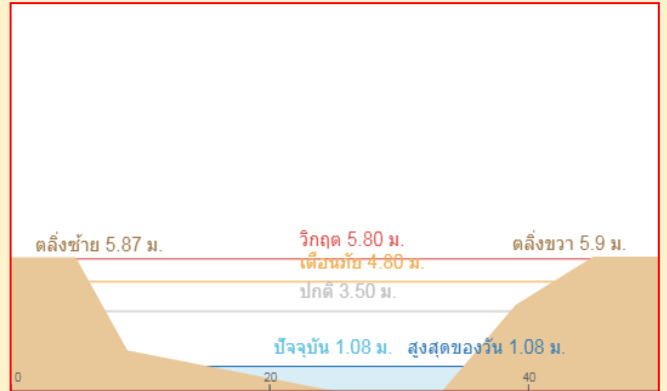 ตลิ่งซ้าย 5.87 ม. วิกฤต 5.80 ม. ตลิ่งขวา 5.9 ม.
เตือนภัย 4.80 ม.
ปกติ 3.50 ม.
ปัจจุบัน 1.08 ม. สูงสุดของวัน 1.08 ม.
0 20 40